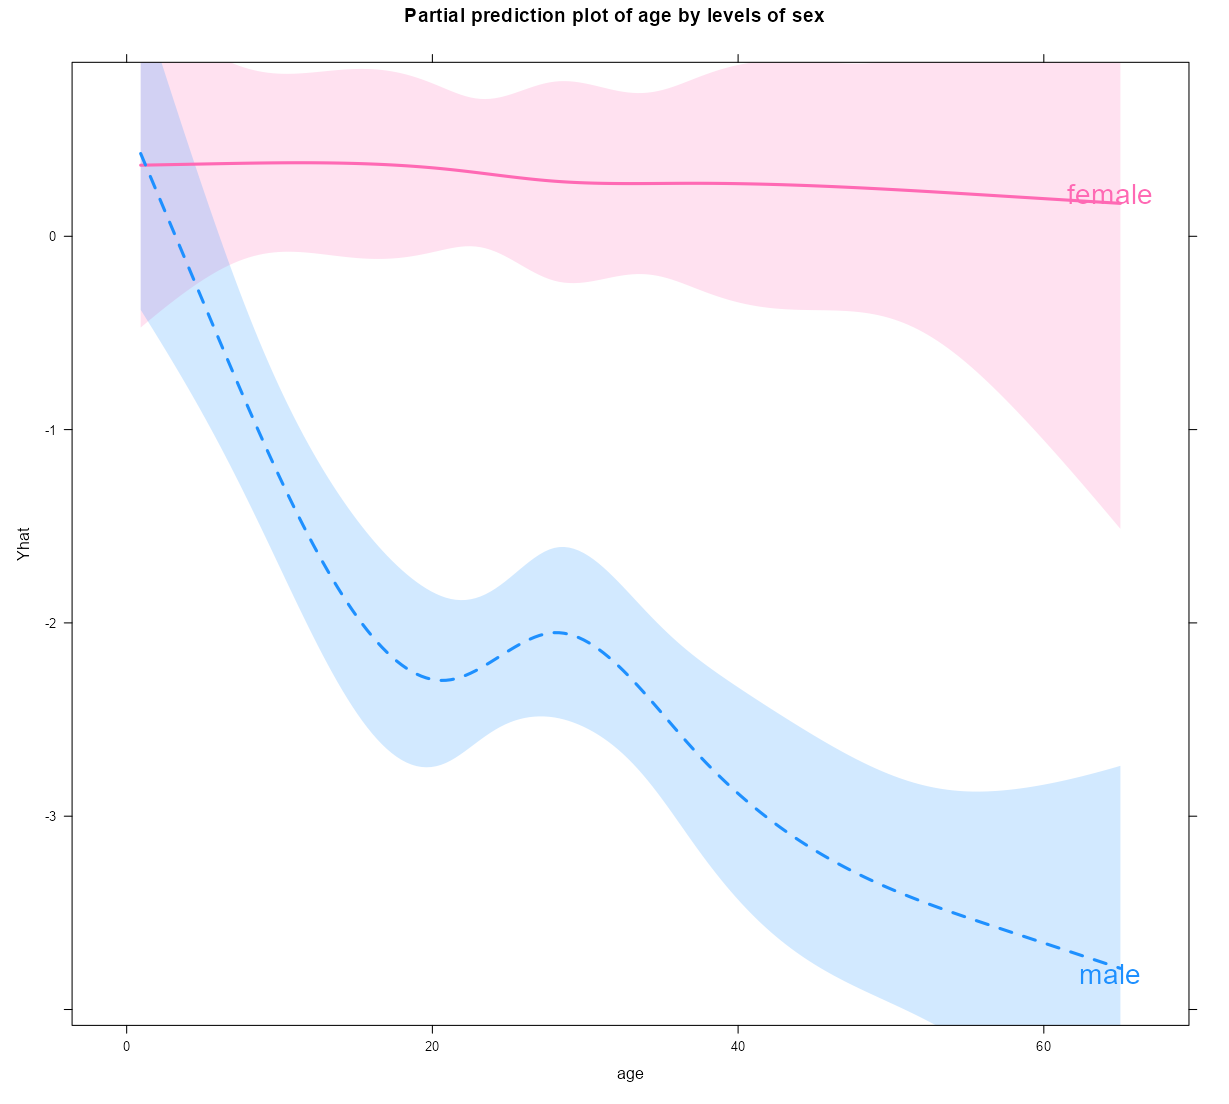 Partial prediction plot of age by levels of sex
female
0
-1
Yhat
-2
-3
male
0 20 40 60
age